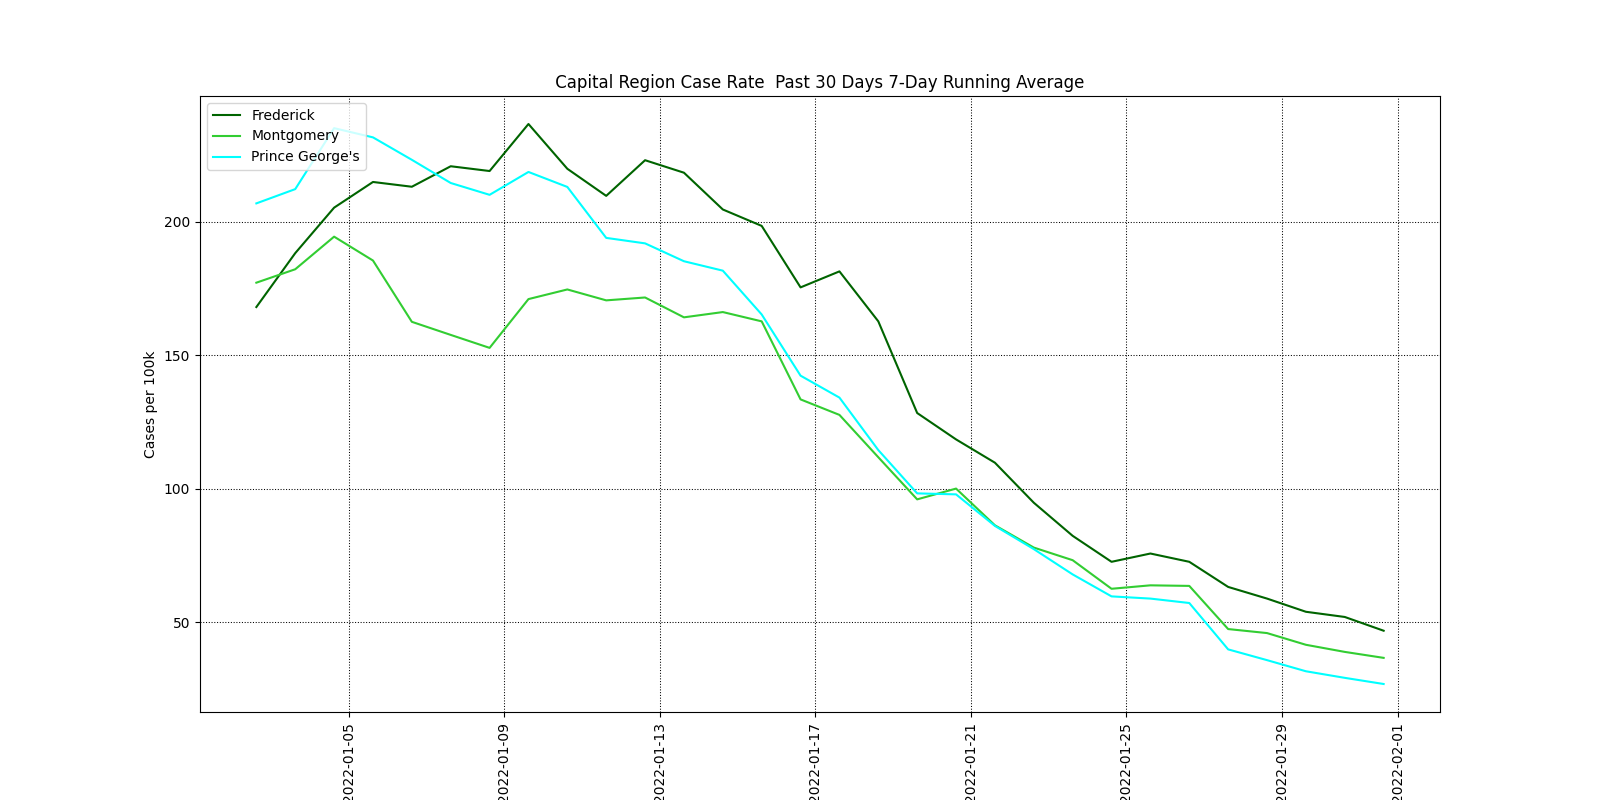 Capital Region Case Rate  Past 30 Days 7-Day Running Average
Frederick
Montgomery
Prince George's
200
150
100
50
Cases per 100k
2022-01-05
2022-01-09
2022-01-13
2022-01-17
2022-01-21
2022-01-25
2022-01-29
2022-02-01